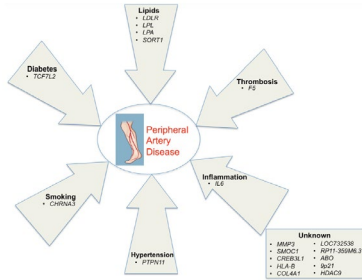 Lipids
• LDLR
• LPL
• LPA
• SORT1
Diabetes
• TCF7L2
Thrombosis
• F5
Peripheral
Artery
Disease
Smoking
• CHRNA3
Inflammation
• IL6
Hypertension
• PTPN11
Unknown
• MMP3
• SMOC1
• CREB3L1
• HLA-B
• COL4A1
• LOC732538
• RP11-359M6.3
• ABO
• 9p21
• HDAC9